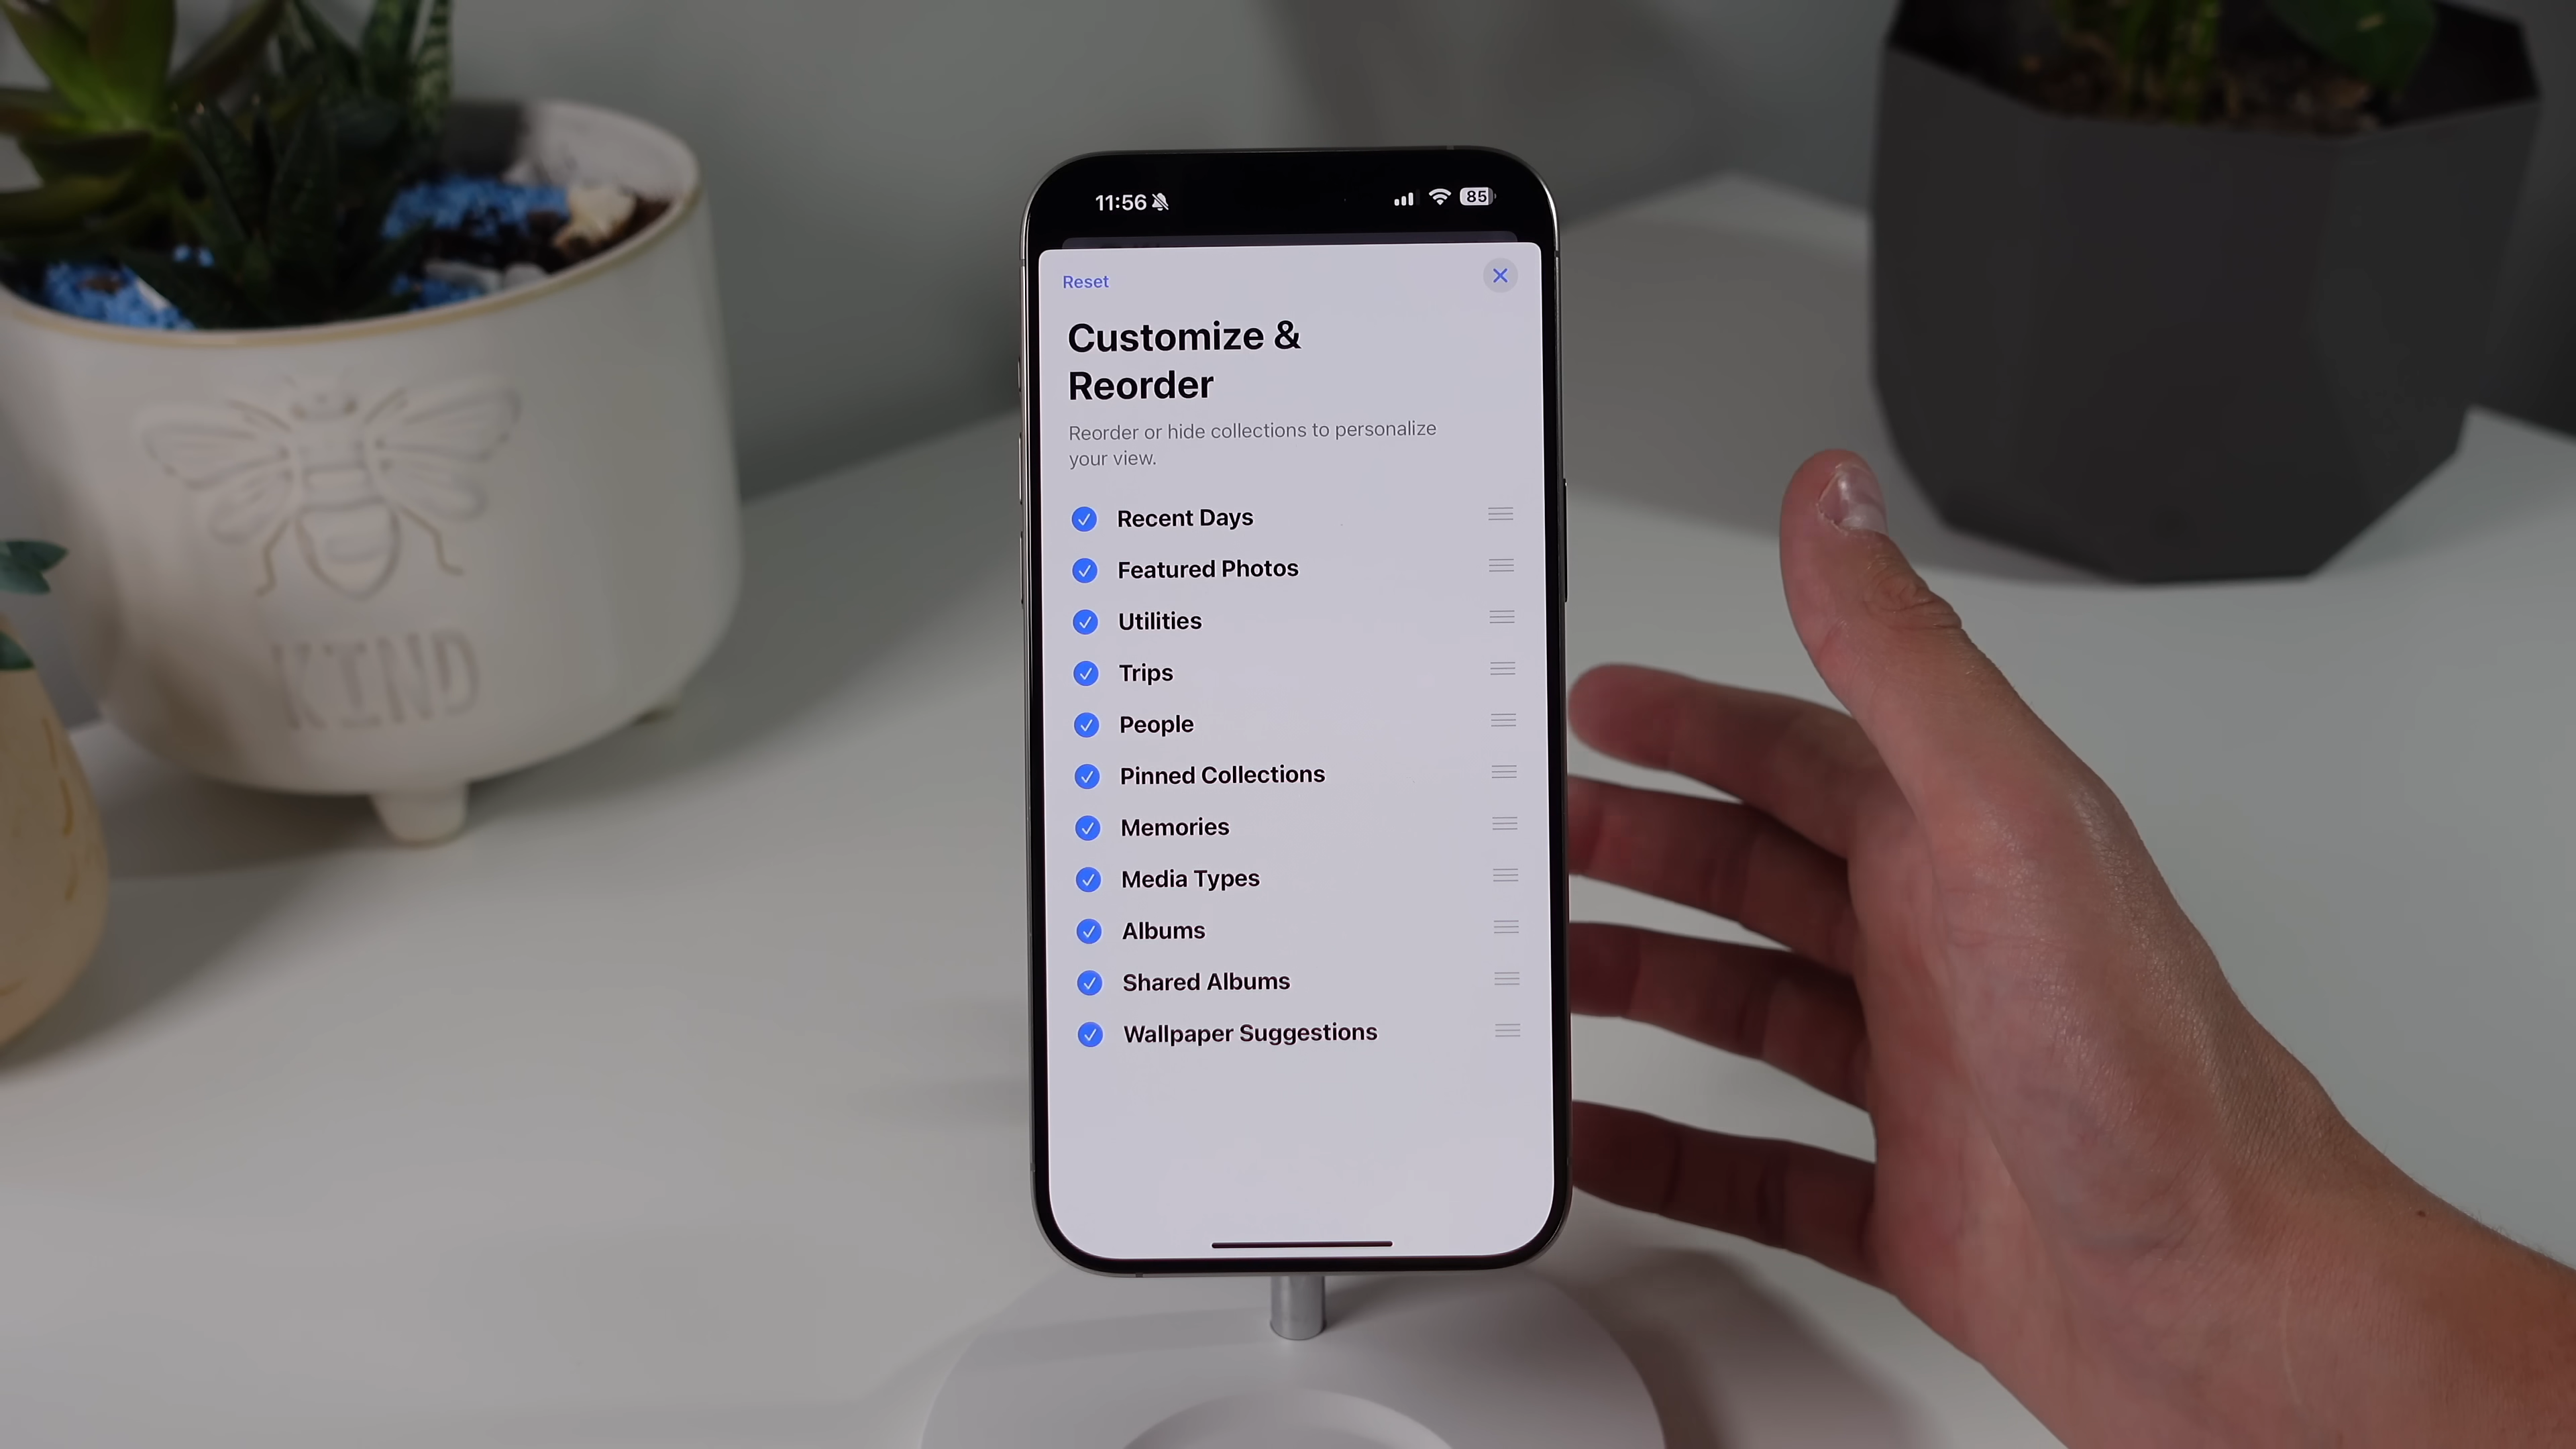 11:56
85
Reset
Customize &
Reorder
Reorder or hide collections to personalize
your view.
Recent Days
Featured Photos
Utilities
Trips
People
Pinned Collections
Memories
Media Types
Albums
Shared Albums
Wallpaper Suggestions
KIND